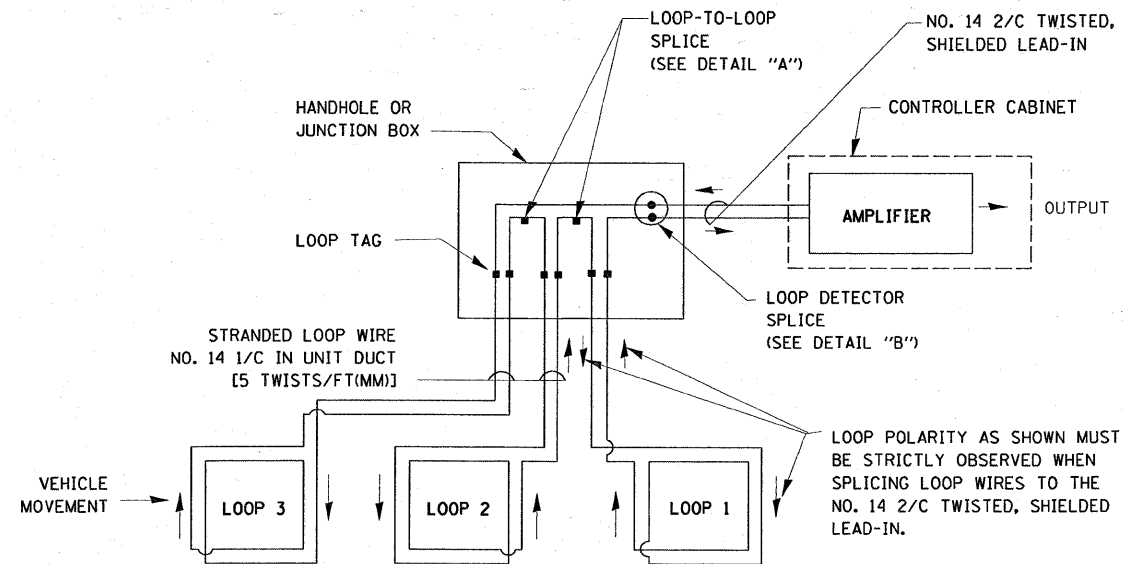 LOOP-TO-LOOP
SPLICE
(SEE DETAIL "A")
NO. 14 2/C TWISTED,
SHIELDED LEAD-IN
HANDHOLE OR
JUNCTION BOX
CONTROLLER CABINET
AMPLIFIER
OUTPUT
LOOP TAG
LOOP DETECTOR
SPLICE
(SEE DETAIL "B")
STRANDED LOOP WIRE
NO. 14 1/C IN UNIT DUCT
[5 TWISTS/FT(MM)]
LOOP POLARITY AS SHOWN MUST
BE STRICTLY OBSERVED WHEN
SPLICING LOOP WIRES TO THE
NO. 14 2/C TWISTED, SHIELDED
LEAD-IN.
VEHICLE
MOVEMENT
LOOP 3
LOOP 2
LOOP 1